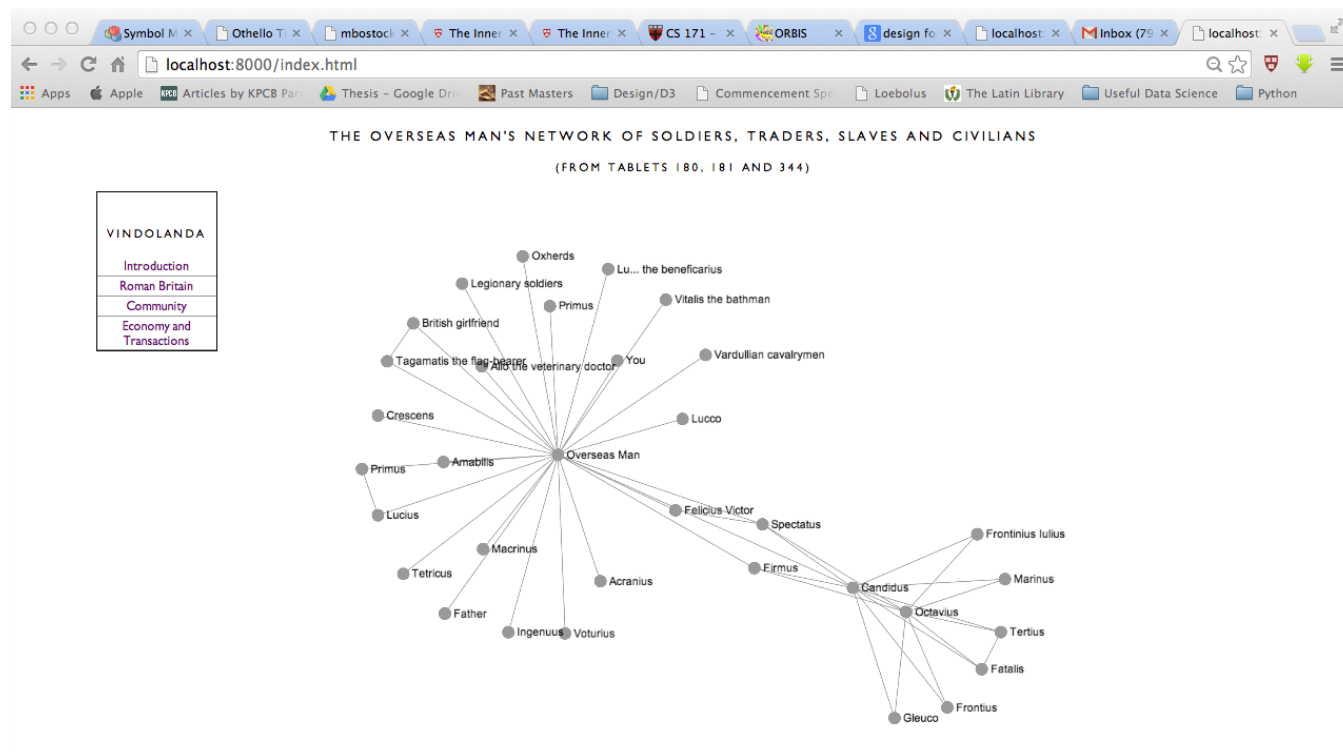 Symbol M
Othello Ti
mbostock
The Inner
The Inner
CS 171 –
ORBIS
design fo
localhost:
Inbox (79
localhost:
localhost:8000/index.html
Apps
Apple
Articles by KPCB Par
Thesis – Google Driv
Past Masters
Design/D3
Commencement Spe
Loebolus
The Latin Library
Useful Data Science
Python
THE OVERSEAS MAN'S NETWORK OF SOLDIERS, TRADERS, SLAVES AND CIVILIANS
(FROM TABLETS 180, 181 AND 344)
VINDOLANDA
Introduction
Roman Britain
Community
Economy and
Transactions
Oxherds
Lu... the beneficarius
Legionary soldiers
Vitalis the bathman
Primus
British girlfriend
Vardullian cavalrymen
Tagamatis the flag-bearer
You
Allo the veterinary doctor
Crescens
Lucco
Overseas Man
Amabilis
Primus
Felicius Victor
Lucius
Spectatus
Frontinius Iulius
Macrinus
Firmus
Tetricus
Marinus
Acranius
Candidus
Octavius
Father
Ingenuus
Voturius
Tertius
Fatalis
Frontius
Gleuco